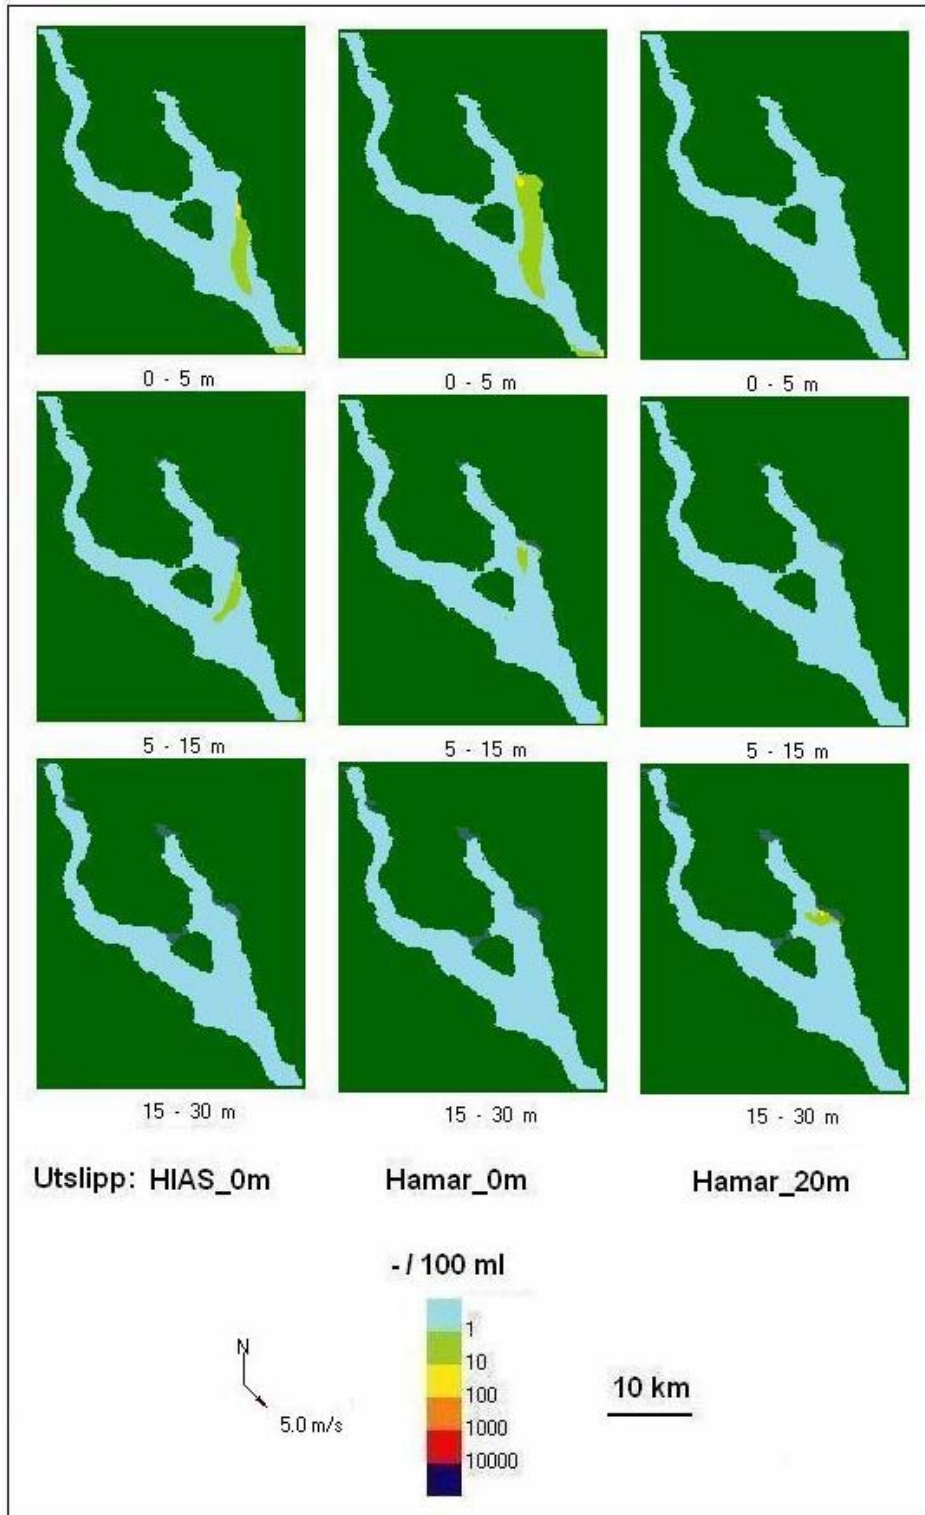 0 - 5 m 0 - 5 m 0 - 5 m
5 - 15 m 5 - 15 m 5 - 15 m
15 - 30 m 15 - 30 m 15 - 30 m
Utslipp: HIAS_0m Hamar_0m Hamar_20m
- / 100 ml
1
10
100
1000
10000
N
5.0 m/s
10 km